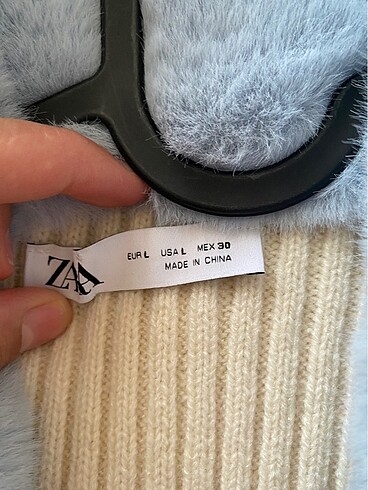 ZARA
EUR L USA L MEX 30
MADE IN CHINA